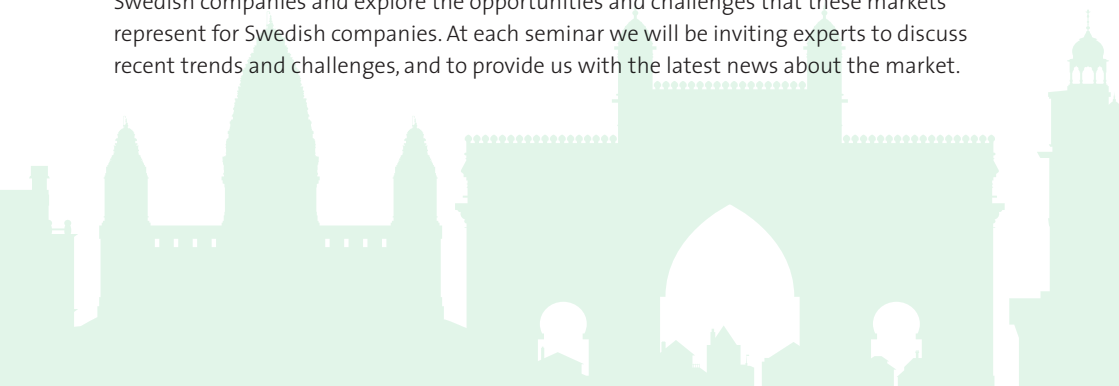 Swedish companies and explore the opportunities and challenges that these markets
represent for Swedish companies. At each seminar we will be inviting experts to discuss
recent trends and challenges, and to provide us with the latest news about the market.